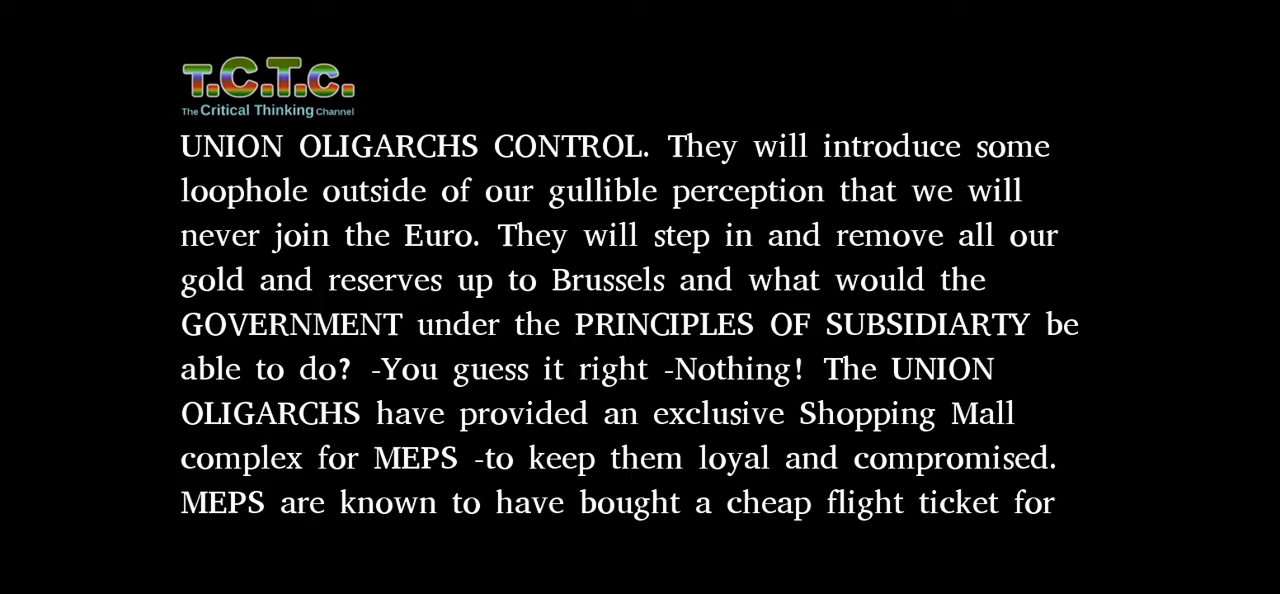 T.C.T.C.
The Critical Thinking Channel
UNION OLIGARCHS CONTROL. They will introduce some
loophole outside of our gullible perception that we will
never join the Euro. They will step in and remove all our
gold and reserves up to Brussels and what would the
GOVERNMENT under the PRINCIPLES OF SUBSIDIARTY be
able to do? -You guess it right -Nothing! The UNION
OLIGARCHS have provided an exclusive Shopping Mall
complex for MEPS -to keep them loyal and compromised.
MEPS are known to have bought a cheap flight ticket for